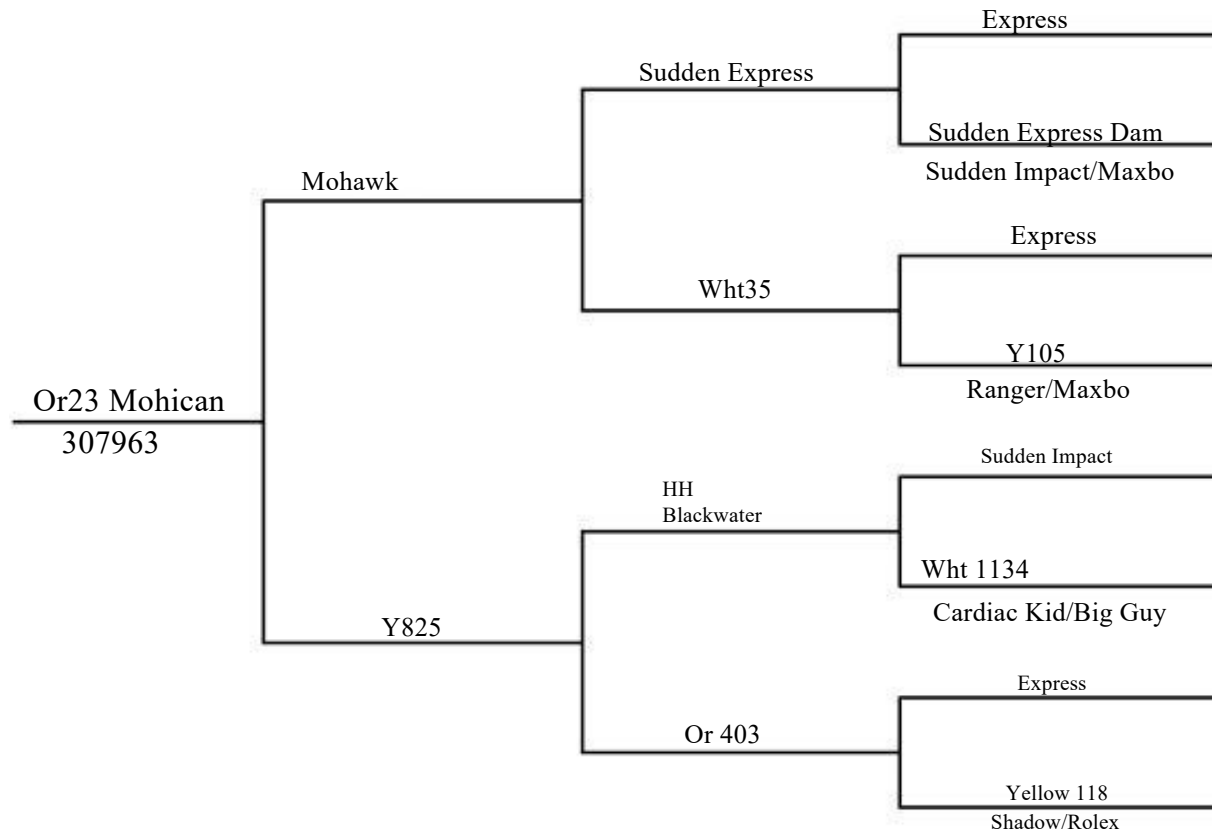 Express
Sudden Express
Sudden Express Dam
Sudden Impact/Maxbo
Mohawk
Express
Wht35
Y105
Ranger/Maxbo
Or23 Mohican
307963
Sudden Impact
HH
Blackwater
Wht 1134
Cardiac Kid/Big Guy
Y825
Express
Or 403
Yellow 118
Shadow/Rolex